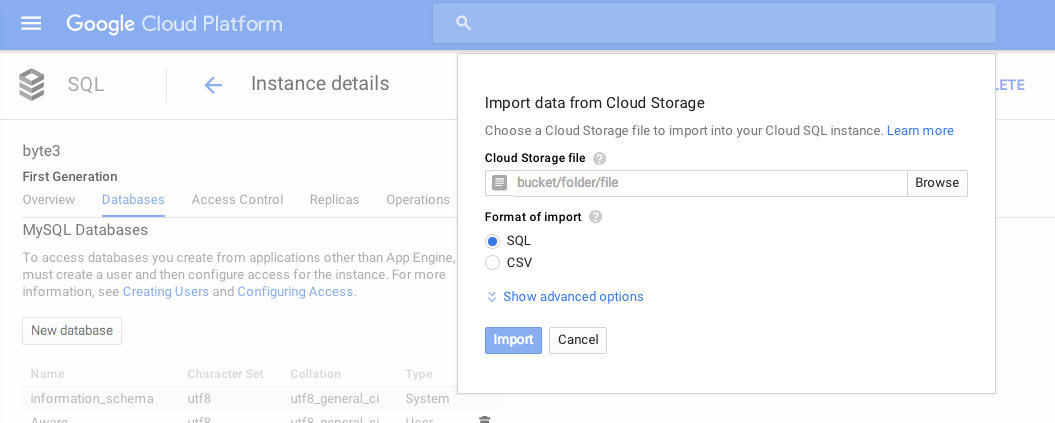 Google Cloud Platform
SQL
Instance details
LETE
byte3
First Generation
Overview Databases Access Control Replicas Operations
MySQL Databases
To access databases you create from applications other than App Engine,
must create a user and then configure access for the instance. For more
information, see Creating Users and Configuring Access.
New database
Name Character Set Collation Type
information_schema utf8 utf8_general_ci System
Aware utf8 utf8_general_ci User
Import data from Cloud Storage
Choose a Cloud Storage file to import into your Cloud SQL instance. Learn more
Cloud Storage file ?
bucket/folder/file Browse
Format of import ?
SQL
CSV
Show advanced options
Import Cancel